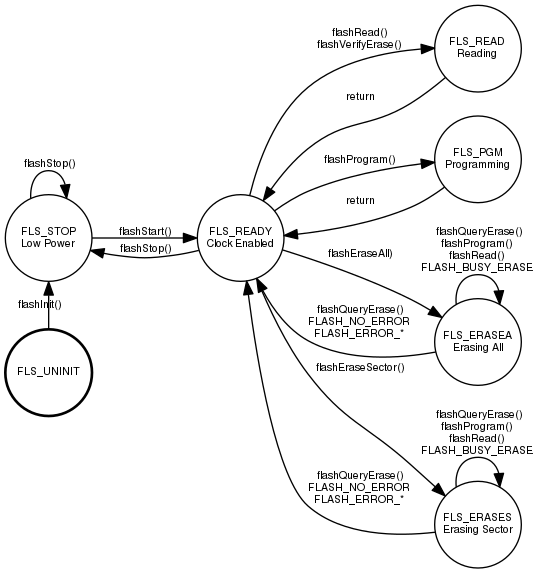 flashRead()
flashVerifyErase()
FLS_READ
Reading
return
flashProgram()
FLS_PGM
Programming
return
flashStop()
FLS_STOP
Low Power
flashStart()
flashStop()
FLS_READY
Clock Enabled
flashEraseAll)
flashQueryErase()
flashProgram()
flashRead()
FLASH_BUSY_ERASE
flashInit()
FLS_UNINIT
flashQueryErase()
FLASH_NO_ERROR
FLASH_ERROR_*
FLS_ERASEA
Erasing All
flashEraseSector()
flashQueryErase()
flashProgram()
flashRead()
FLASH_BUSY_ERASE
flashQueryErase()
FLASH_NO_ERROR
FLASH_ERROR_*
FLS_ERASES
Erasing Sector